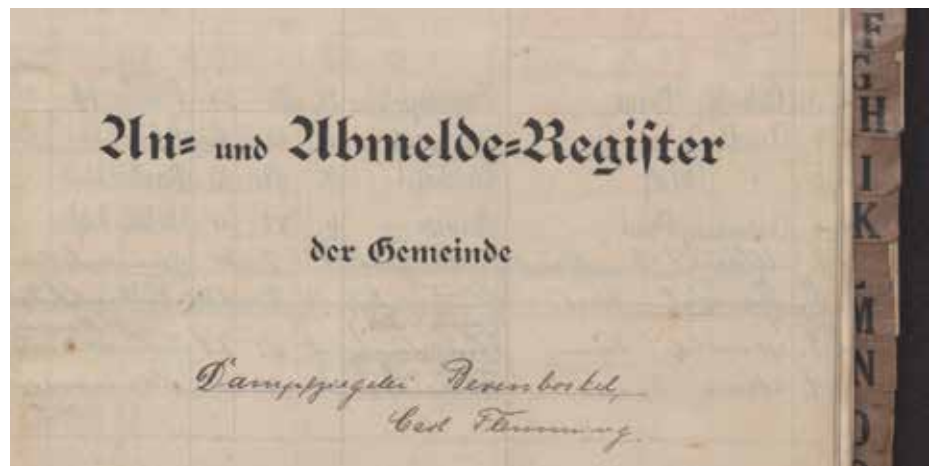 An- und Abmelde-Register
der Gemeinde
Dampfziegelei Berenbostel,
Carl Flemming.
F
G
H
I
K
L
M
N
O